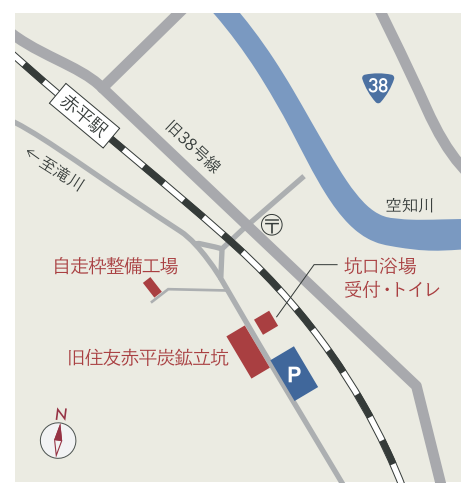 38
赤平駅
旧38号線
←至滝川
空知川
〒
自走枠整備工場
坑口浴場
受付・トイレ
旧住友赤平炭鉱立坑
P
N